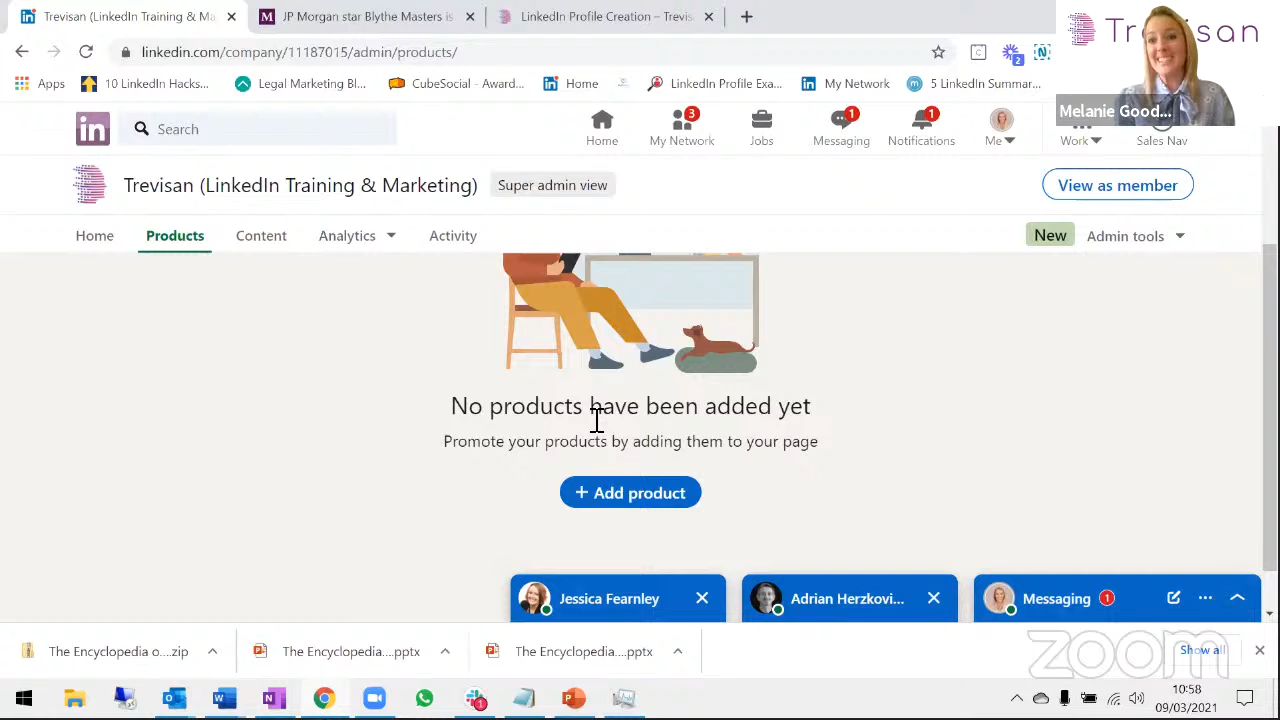 Trevisan (LinkedIn Training & Ma
JP Morgan star Blythe Masters i
LinkedIn Profile Creation – Trevis
linkedin.com/company/11187015/admin/products/
Apps
10 LinkedIn Hacks...
Legal Marketing Bl...
CubeSocial – Award...
Home
LinkedIn Profile Exa...
My Network
5 LinkedIn Summar...
Melanie Good...
in
Search
Home
3
My Network
Jobs
1
Messaging
1
Notifications
Me
Work
Sales Nav
Trevisan (LinkedIn Training & Marketing)
Super admin view
View as member
Home
Products
Content
Analytics
Activity
New
Admin tools
No products have been added yet
Promote your products by adding them to your page
+ Add product
Jessica Fearnley
Adrian Herzkovi...
Messaging
1
The Encyclopedia o....zip
The Encyclopedia....pptx
The Encyclopedia....pptx
zoom
Show all
10:58
09/03/2021